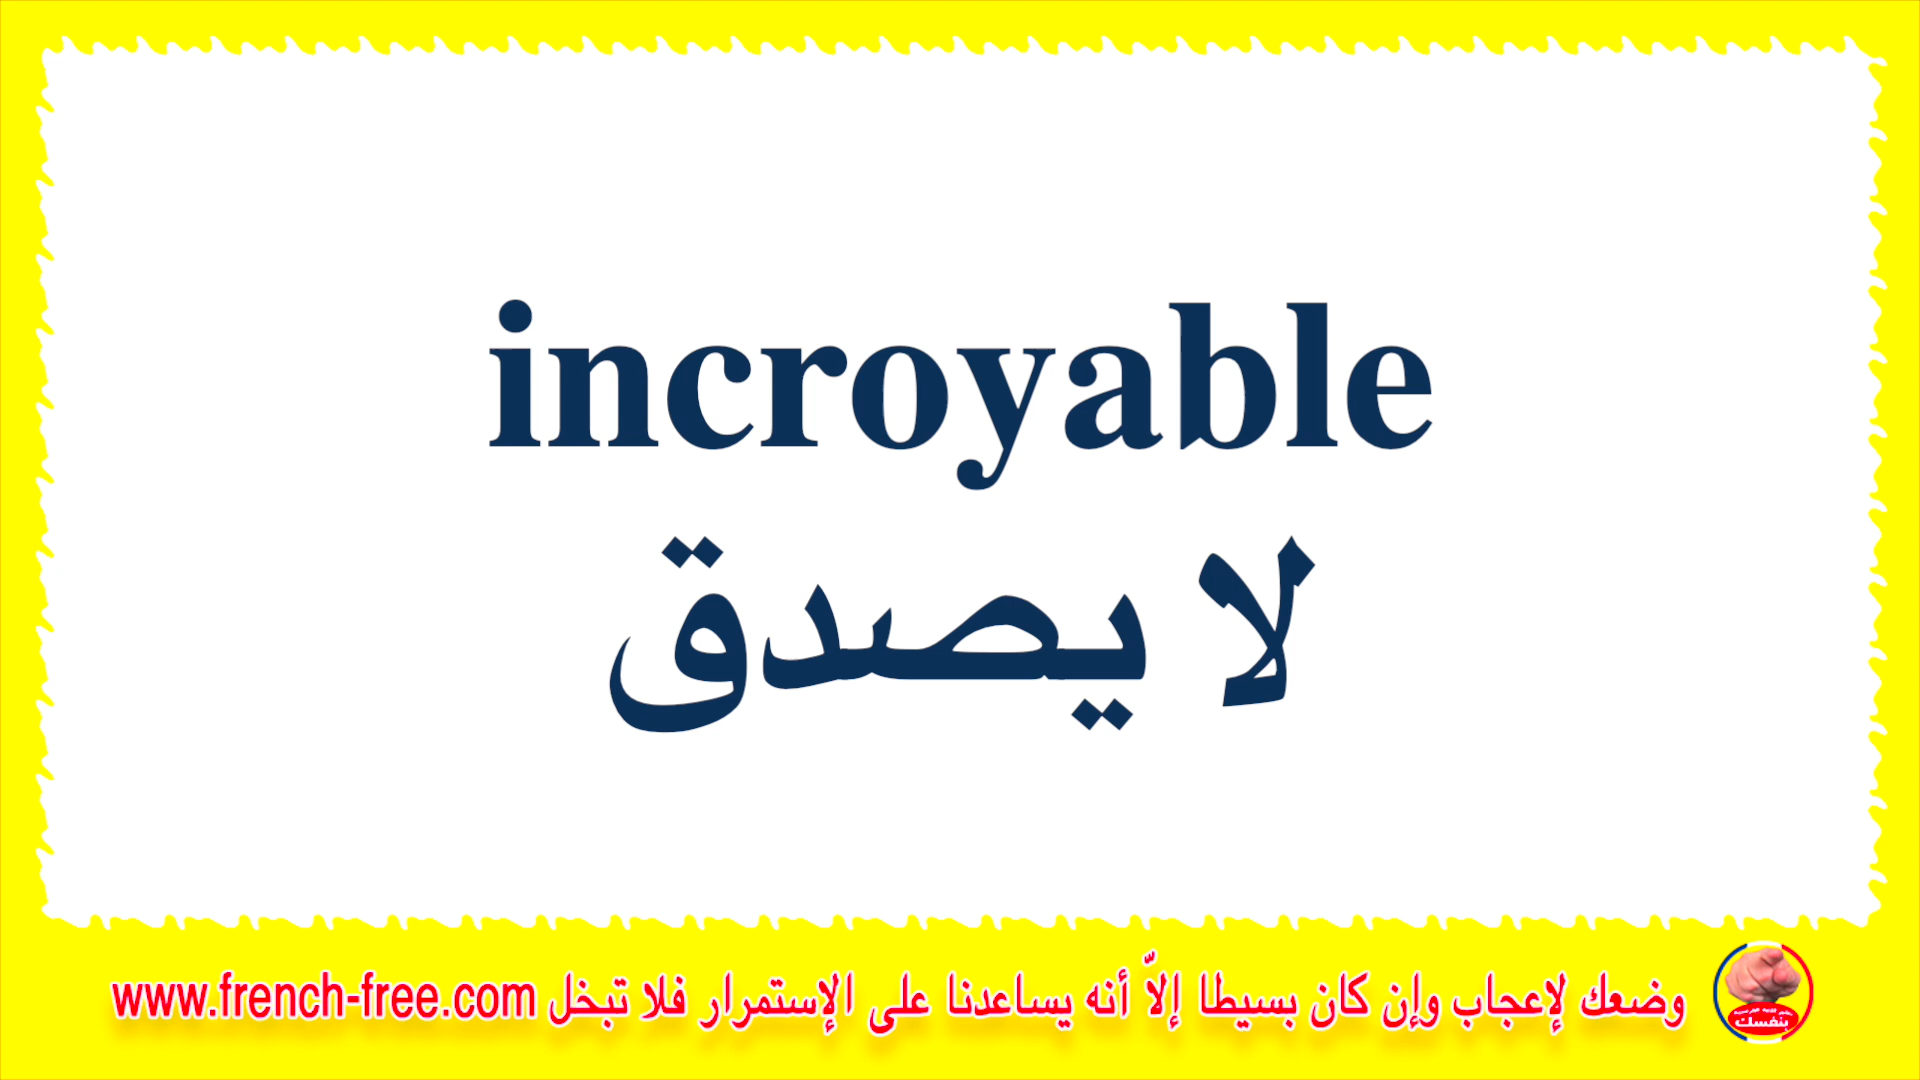 incroyable
لا يصدق
وضعك لإعجاب وإن كان بسيطا إلاّ أنه يساعدنا على الإستمرار فلا تبخل www.french-free.com
بنفسك